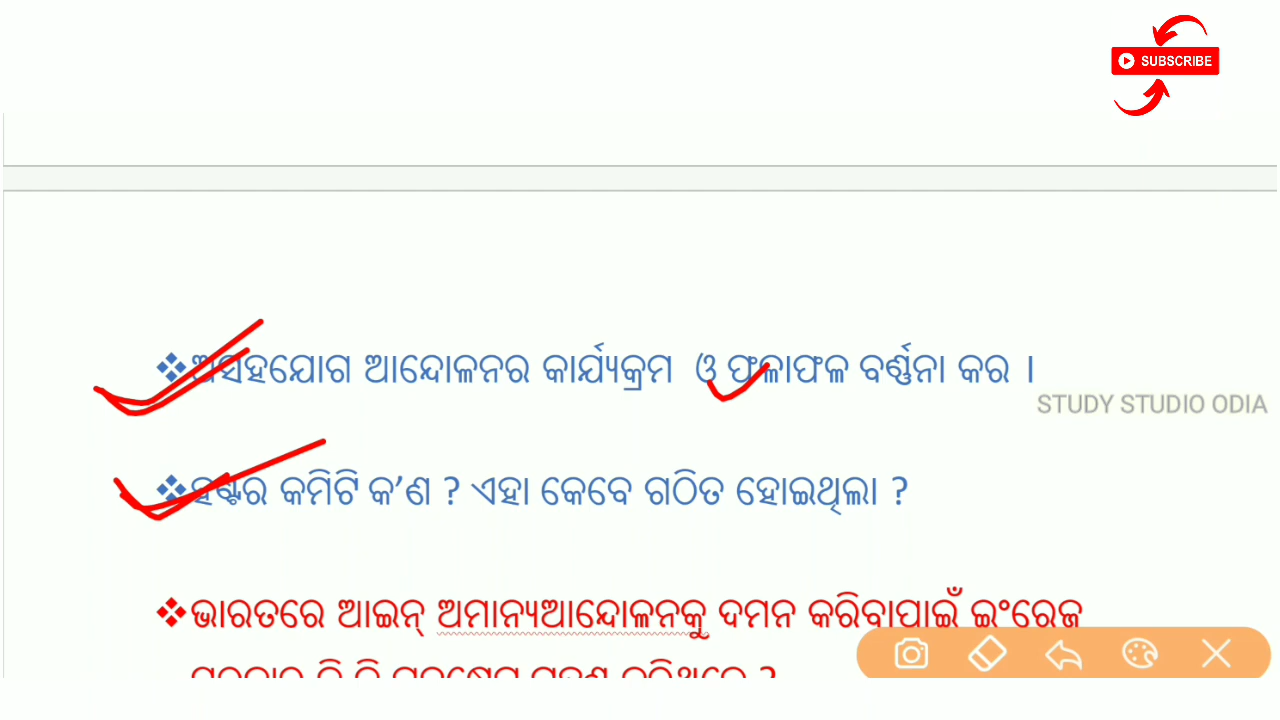 SUBSCRIBE
❖ଅସହଯୋଗ ଆନ୍ଦୋଳନର କାର୍ଯ୍ୟକ୍ରମ ଓ ଫଳାଫଳ ବର୍ଣ୍ଣନା କର ।
STUDY STUDIO ODIA
❖ହଣ୍ଟର କମିଟି କ’ଣ ? ଏହା କେବେ ଗଠିତ ହୋଇଥିଲା ?
❖ଭାରତରେ ଆଇନ୍ ଅମାନ୍ୟଆନ୍ଦୋଳନକୁ ଦମନ କରିବାପାଇଁ ଇଂରେଜ